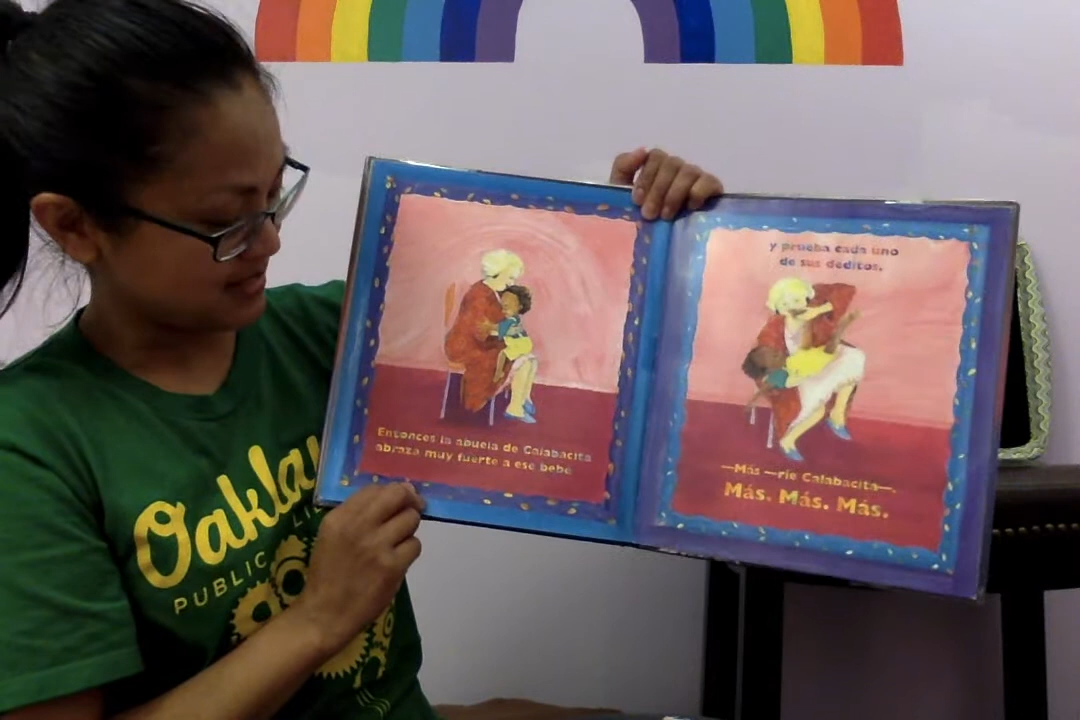 Oakla
PUBLIC LI
Entonces la abuela de Calabacita
abraza muy fuerte a ese bebé
y prueba cada uno
de sus deditos.
—Más —ríe Calabacita—.
Más. Más. Más.